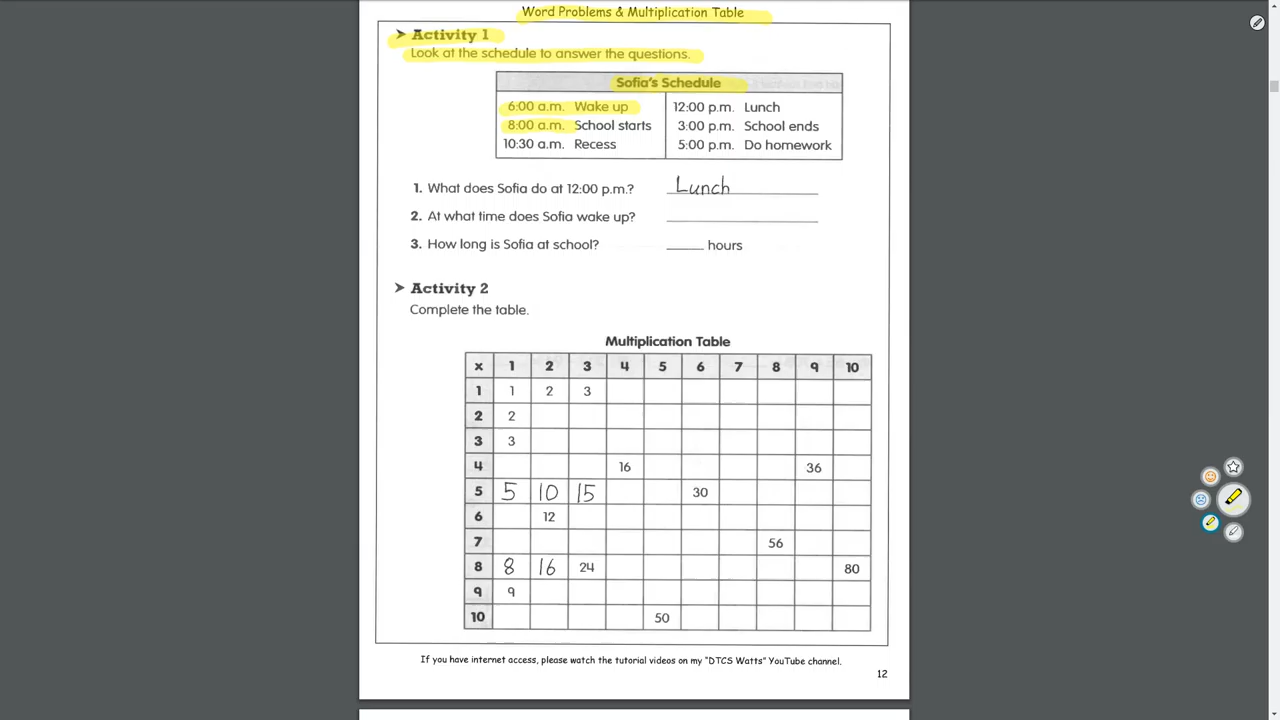 Word Problems & Multiplication Table
➤ Activity 1
Look at the schedule to answer the questions.
Sofia's Schedule
6:00 a.m. Wake up 12:00 p.m. Lunch
8:00 a.m. School starts 3:00 p.m. School ends
10:30 a.m. Recess 5:00 p.m. Do homework
1. What does Sofia do at 12:00 p.m.? Lunch
2. At what time does Sofia wake up?
3. How long is Sofia at school? ____ hours
➤ Activity 2
Complete the table.
Multiplication Table
x 1 2 3 4 5 6 7 8 9 10
1 1 2 3
2 2
3 3
4 16 36
5 5 10 15 30
6 12
7 56
8 8 16 24 80
9 9
10 50
If you have internet access, please watch the tutorial videos on my "DTCS Watts" YouTube channel.
12